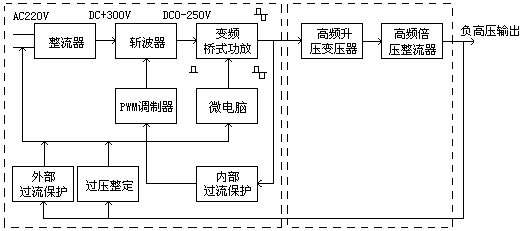 AC220V
DC+300V
DC0-250V
整流器
斩波器
变频
桥式功放
高频升
压变压器
高频倍
压整流器
负高压输出
PWM调制器
微电脑
外部
过流保护
过压整定
内部
过流保护